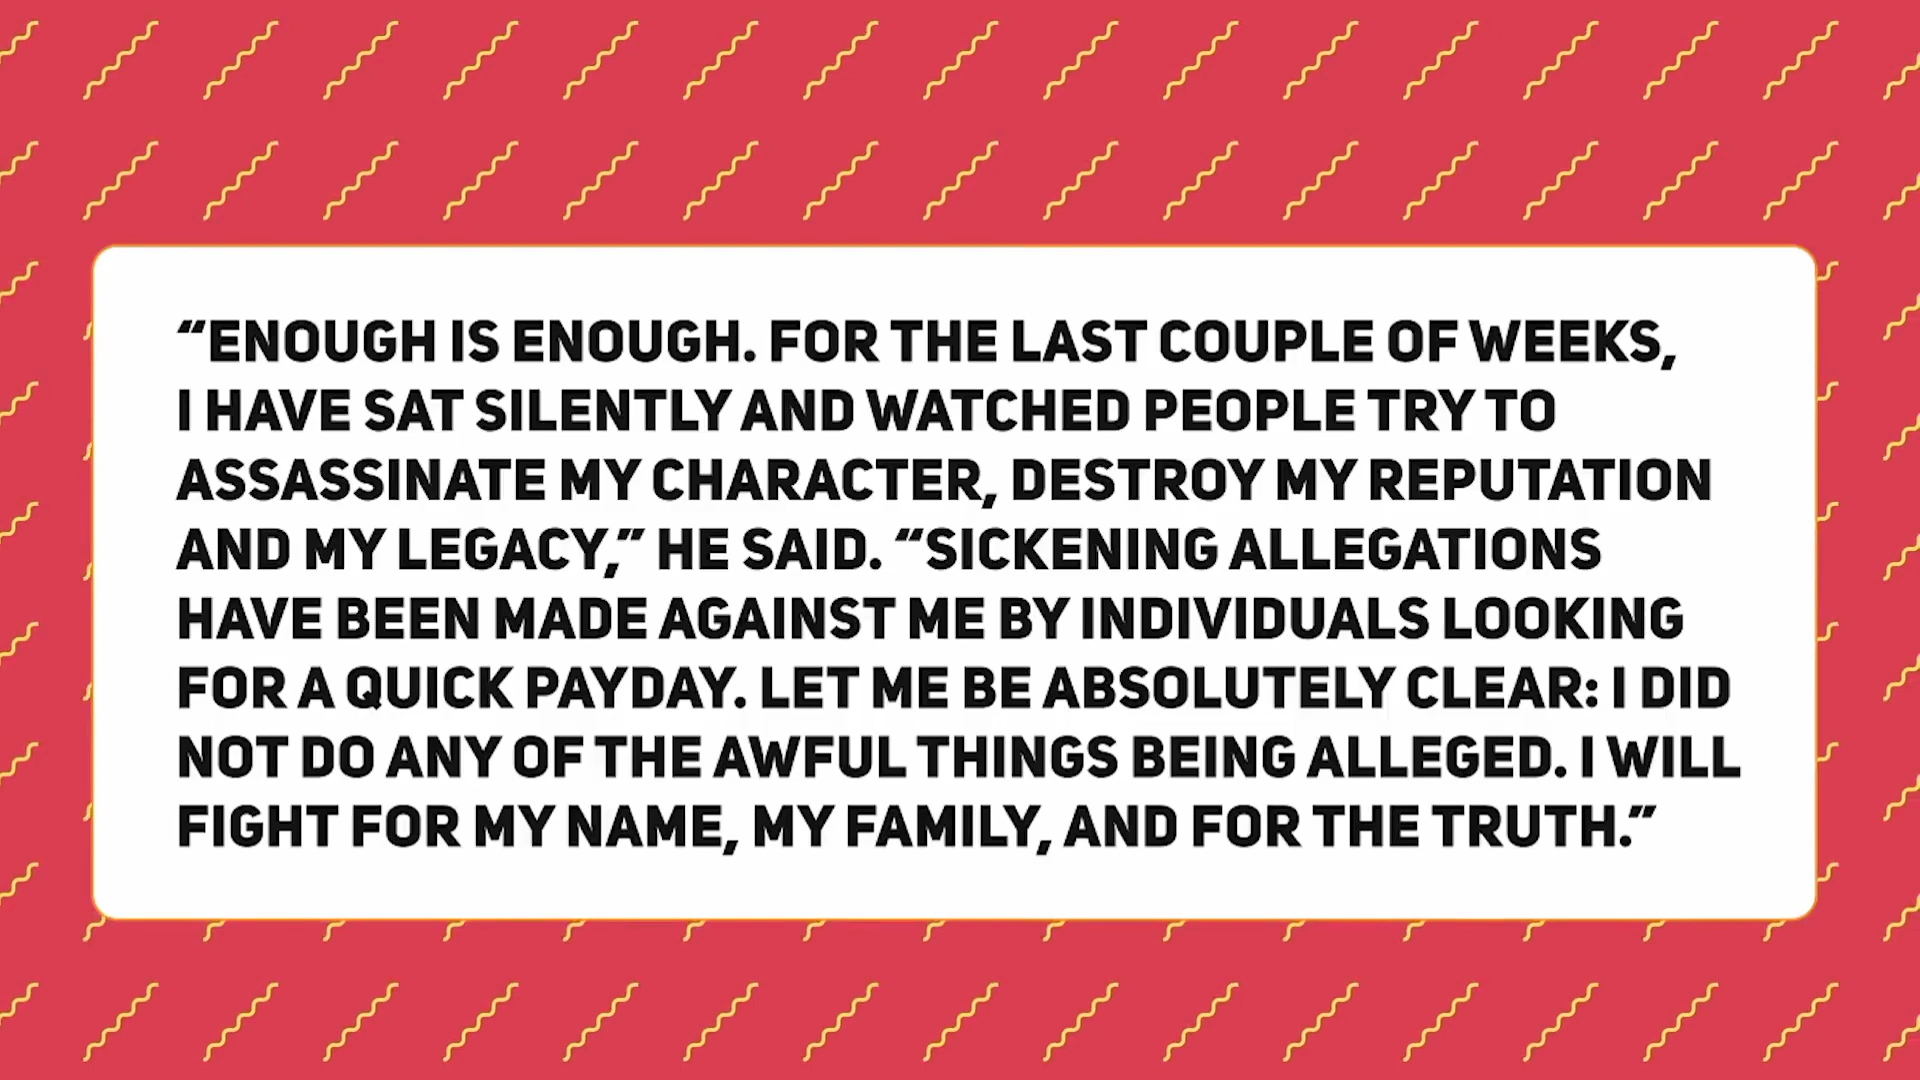 “ENOUGH IS ENOUGH. FOR THE LAST COUPLE OF WEEKS,
I HAVE SAT SILENTLY AND WATCHED PEOPLE TRY TO
ASSASSINATE MY CHARACTER, DESTROY MY REPUTATION
AND MY LEGACY,” HE SAID. “SICKENING ALLEGATIONS
HAVE BEEN MADE AGAINST ME BY INDIVIDUALS LOOKING
FOR A QUICK PAYDAY. LET ME BE ABSOLUTELY CLEAR: I DID
NOT DO ANY OF THE AWFUL THINGS BEING ALLEGED. I WILL
FIGHT FOR MY NAME, MY FAMILY, AND FOR THE TRUTH.”